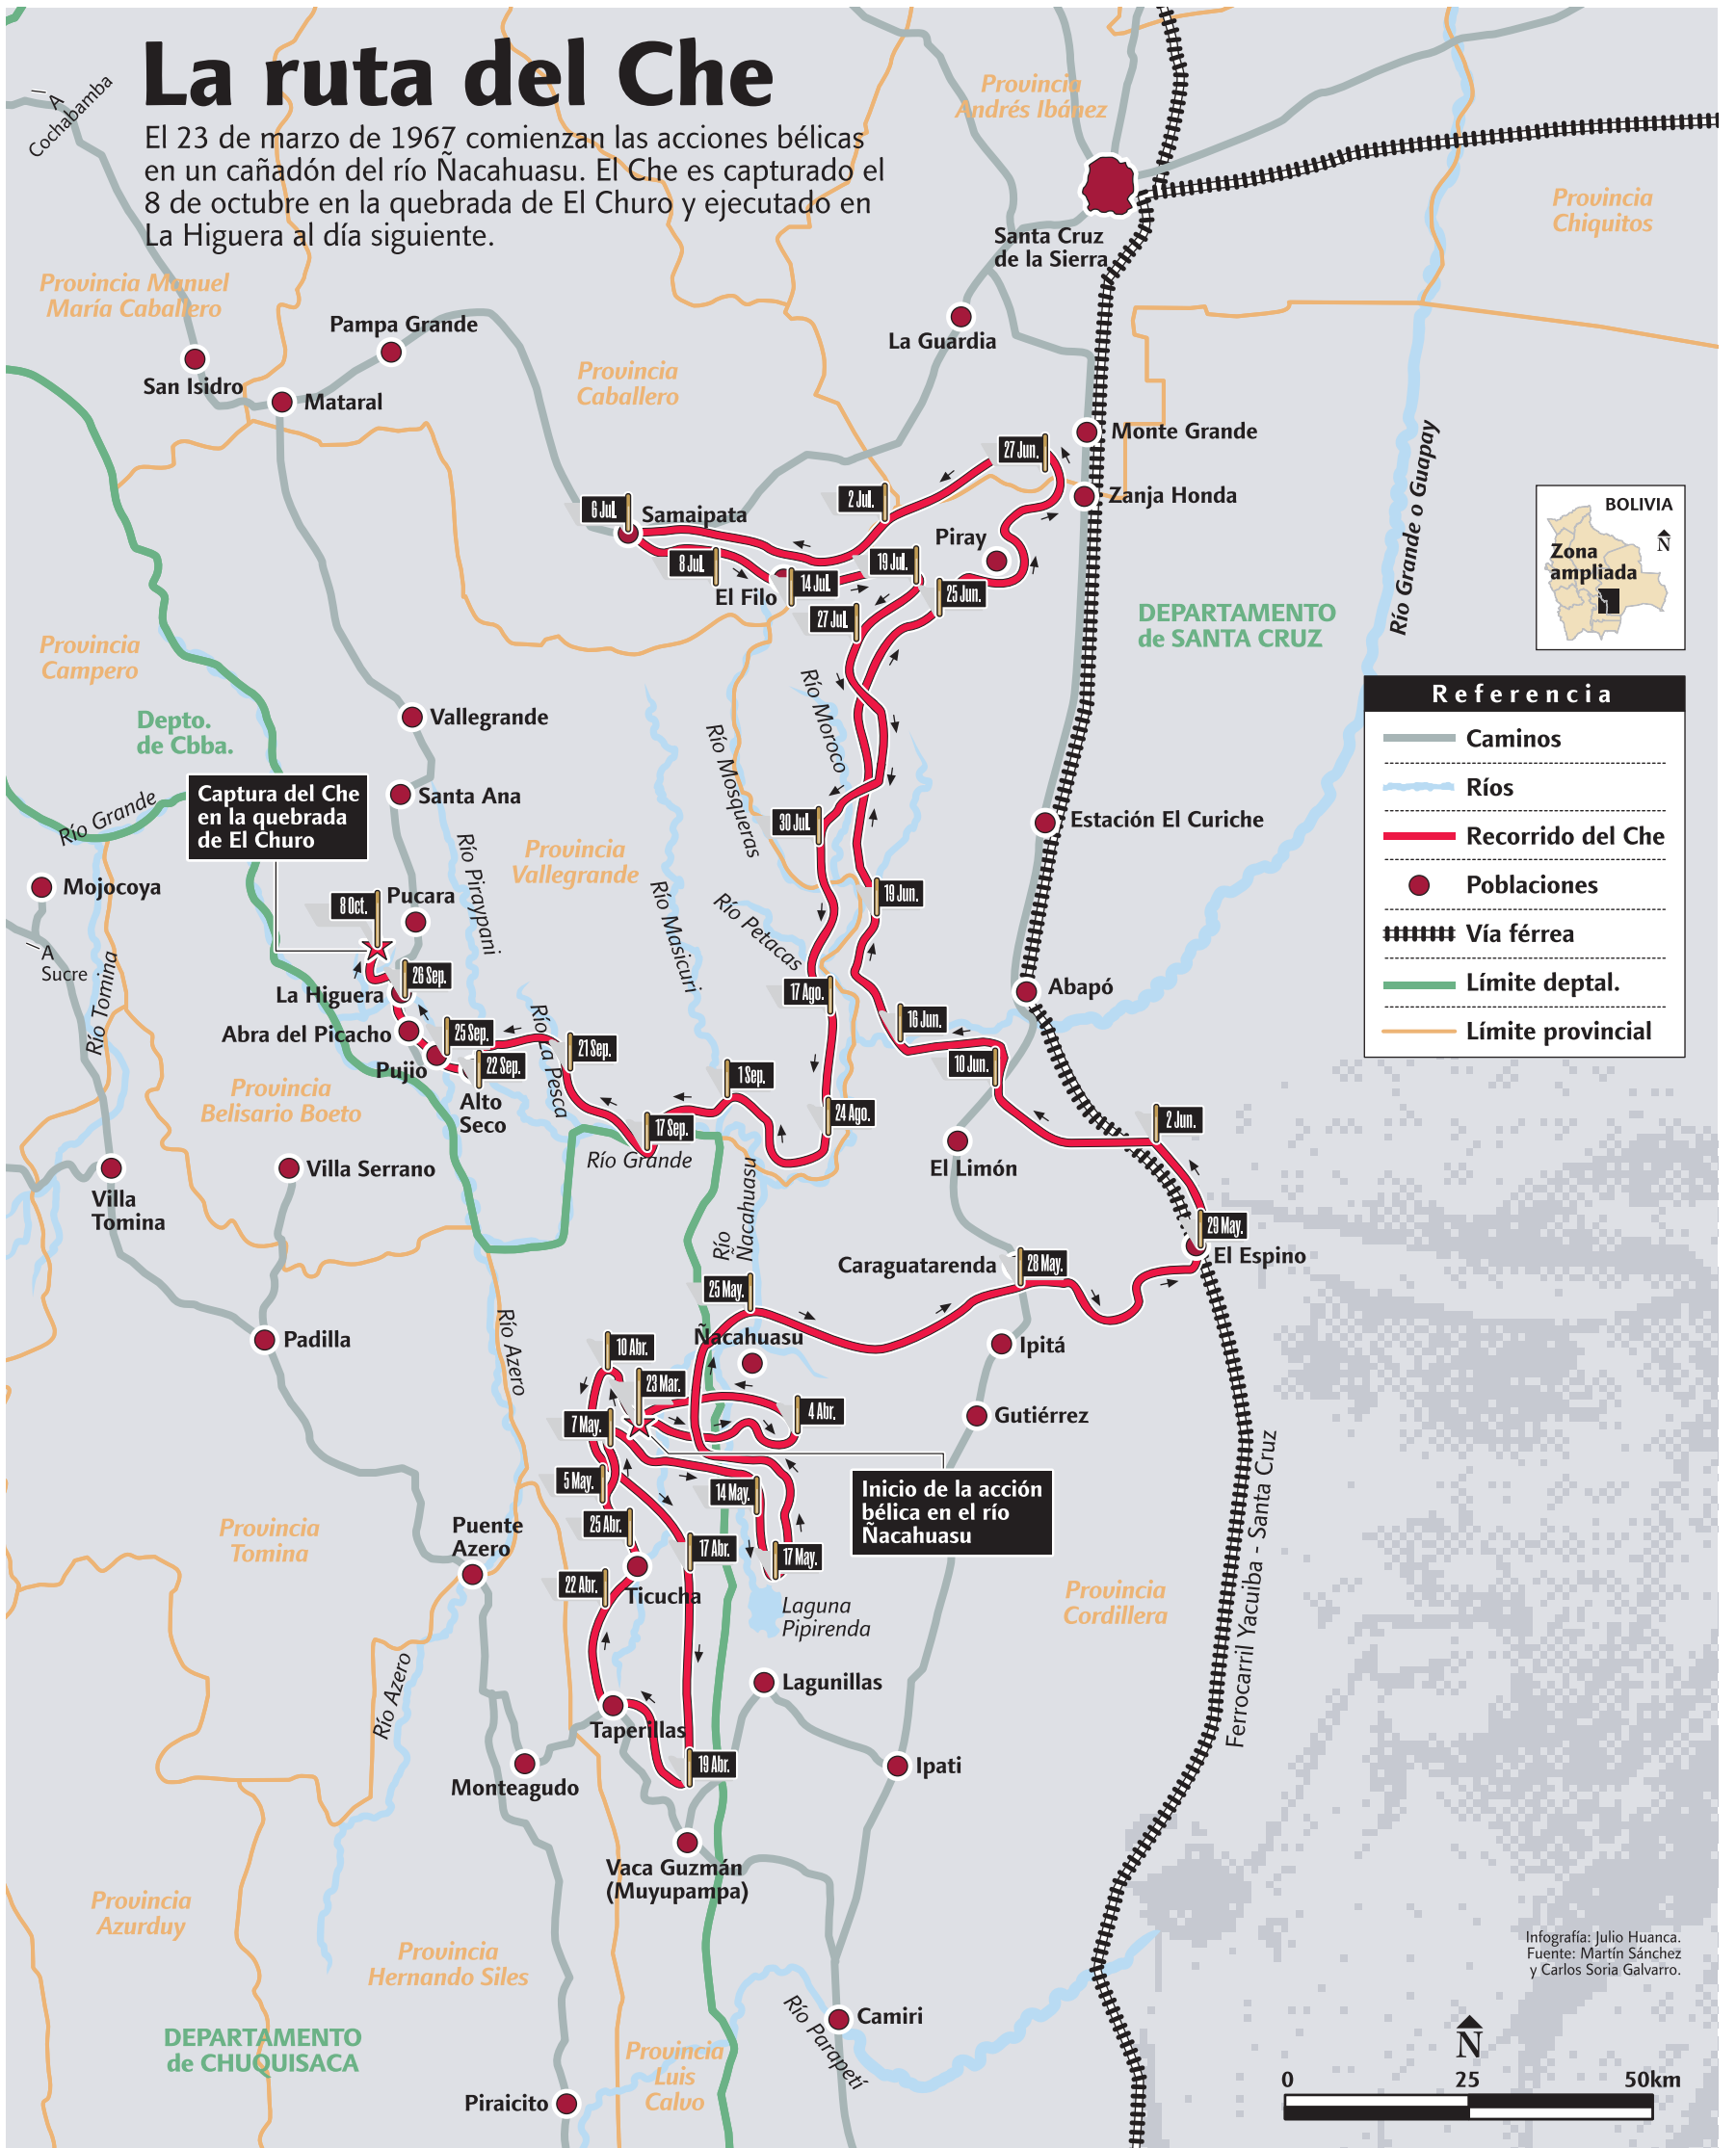 La ruta del Che
El 23 de marzo de 1967 comienzan las acciones bélicas
en un cañadón del río Ñacahuasu. El Che es capturado el
8 de octubre en la quebrada de El Churo y ejecutado en
La Higuera al día siguiente.
A
Cochabamba
Provincia
Andrés Ibánez
Provincia
Chiquitos
Santa Cruz
de la Sierra
Provincia Manuel
María Caballero
Pampa Grande
La Guardia
San Isidro
Mataral
Provincia
Caballero
Monte Grande
27 Jun.
Zanja Honda
2 Jul.
6 Jul.
Samaipata
Piray
8 Jul.
19 Jul.
14 Jul.
El Filo
25 Jun.
27 Jul.
Río Grande o Guapay
BOLIVIA
N
Zona
ampliada
DEPARTAMENTO
de SANTA CRUZ
Provincia
Campero
Depto.
de Cbba.
Vallegrande
Río Moroco
Río Mosqueras
Referencia
Caminos
Ríos
Recorrido del Che
Poblaciones
Vía férrea
Límite deptal.
Límite provincial
Captura del Che
en la quebrada
de El Churo
Santa Ana
Río Grande
30 Jul.
Estación El Curiche
Provincia
Vallegrande
Río Piraypani
Mojocoya
Pucara
8 Oct.
Río Masicuri
Río Petacas
19 Jun.
A
Sucre
Río Tomina
26 Sep.
La Higuera
17 Ago.
Abapó
Abra del Picacho
25 Sep.
Río La Pesca
21 Sep.
16 Jun.
Pujio
22 Sep.
10 Jun.
1 Sep.
Alto
Seco
Provincia
Belisario Boeto
17 Sep.
24 Ago.
2 Jun.
Río Grande
El Limón
Villa Serrano
Villa
Tomina
Río
Ñacahuasu
29 May.
El Espino
Caraguatarenda
28 May.
25 May.
Río Azero
Padilla
10 Abr.
Ñacahuasu
Ipitá
23 Mar.
4 Abr.
7 May.
Gutiérrez
5 May.
14 May.
Inicio de la acción
bélica en el río
Ñacahuasu
25 Abr.
17 Abr.
17 May.
Provincia
Tomina
Puente
Azero
22 Abr.
Ticucha
Laguna
Pipirenda
Provincia
Cordillera
Ferrocarril Yacuiba - Santa Cruz
Río Azero
Lagunillas
Taperillas
19 Abr.
Monteagudo
Ipati
Vaca Guzmán
(Muyupampa)
Provincia
Azurduy
Provincia
Hernando Siles
Infografía: Julio Huanca.
Fuente: Martín Sánchez
y Carlos Soria Galvarro.
Río Parapetí
Camiri
DEPARTAMENTO
de CHUQUISACA
Provincia
Luis
Calvo
Piraicito
N
0 25 50km